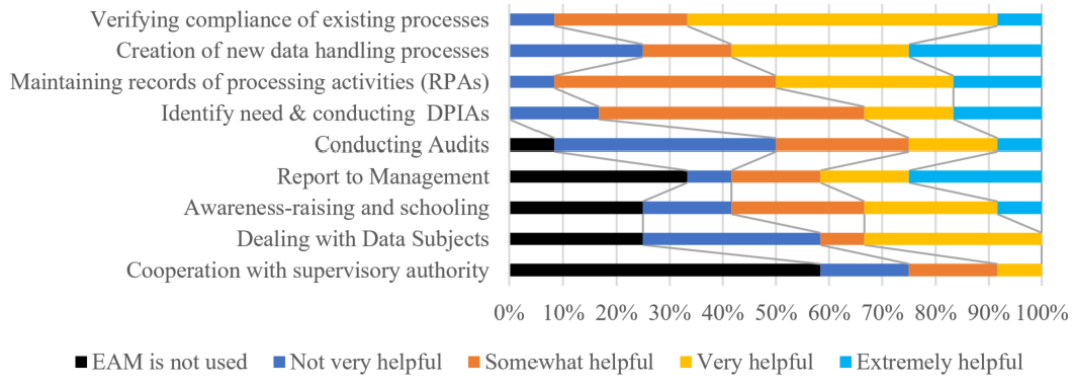 Verifying compliance of existing processes
Creation of new data handling processes
Maintaining records of processing activities (RPAs)
Identify need & conducting DPIAs
Conducting Audits
Report to Management
Awareness-raising and schooling
Dealing with Data Subjects
Cooperation with supervisory authority
0% 10% 20% 30% 40% 50% 60% 70% 80% 90% 100%
EAM is not used Not very helpful Somewhat helpful Very helpful Extremely helpful